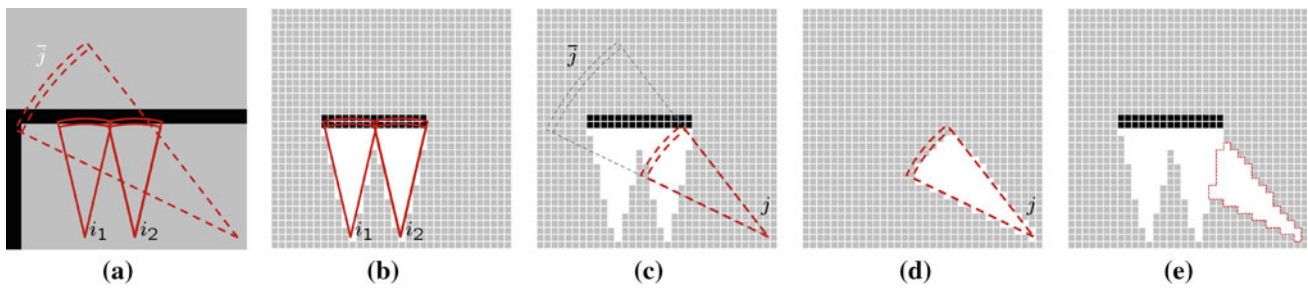 j̅
i₁ i₂
i₁ i₂
j̅
j
j
(a) (b) (c) (d) (e)